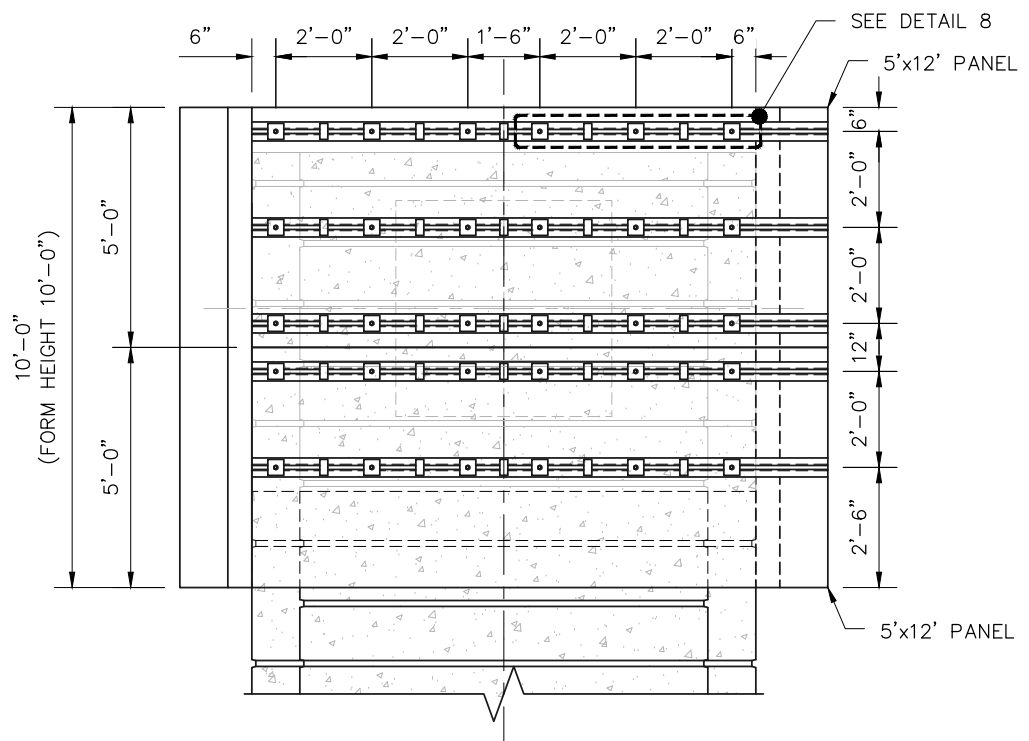 SEE DETAIL 8
6” 2’-0” 2’-0” 1’-6” 2’-0” 2’-0” 6”
5’x12’ PANEL
6”
2’-0”
5’-0”
2’-0”
10’-0”
(FORM HEIGHT 10’-0”)
12”
2’-0”
5’-0”
2’-6”
5’x12’ PANEL